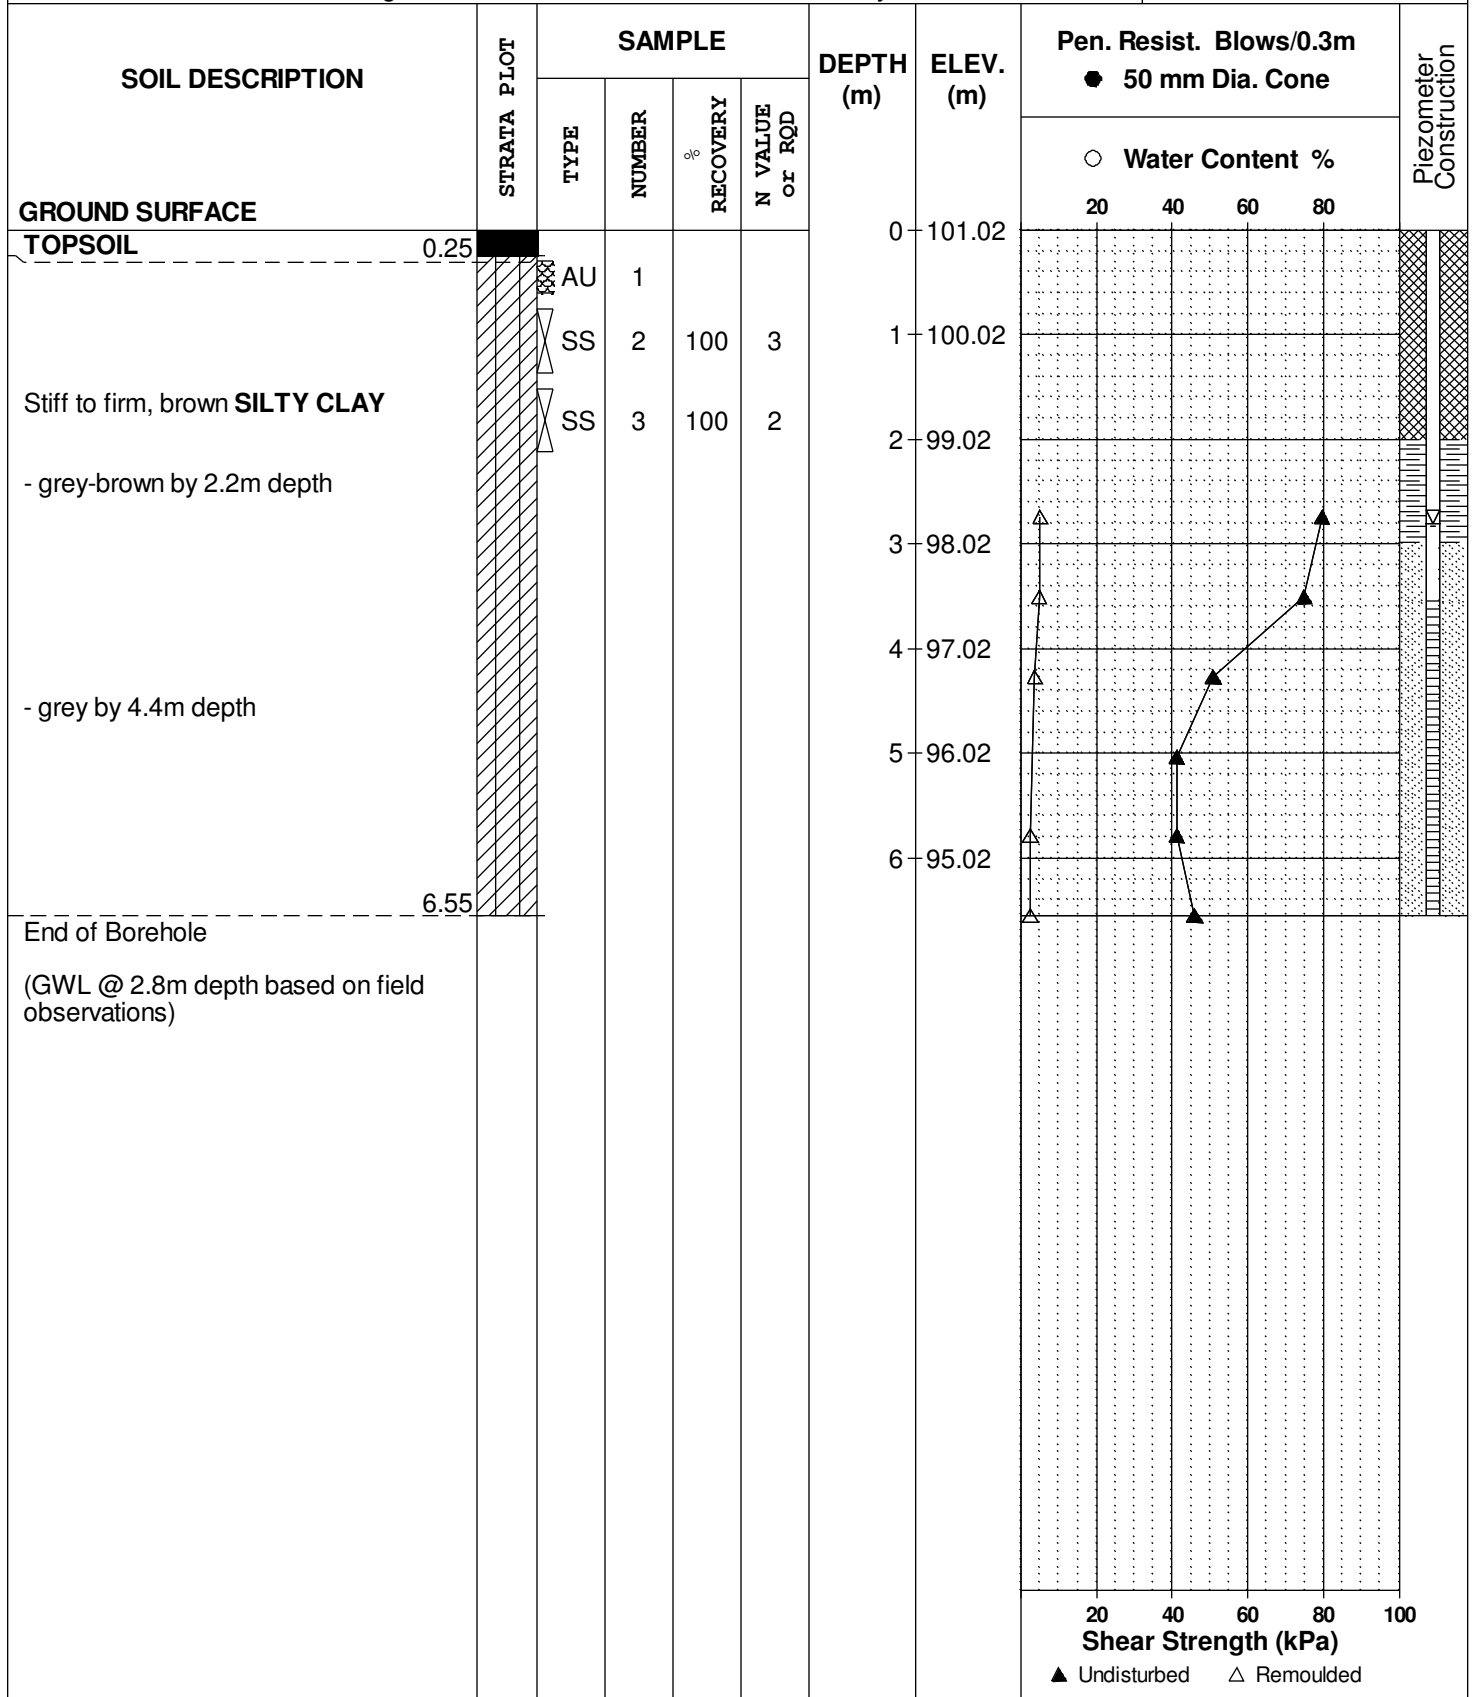 SOIL DESCRIPTION
GROUND SURFACE
STRATA PLOT
SAMPLE
TYPE
NUMBER
% RECOVERY
N VALUE or RQD
DEPTH (m)
ELEV. (m)
Pen. Resist. Blows/0.3m
● 50 mm Dia. Cone
○ Water Content %
20 40 60 80
Piezometer Construction
TOPSOIL 0.25
0 101.02
AU 1
SS 2 100 3
1 100.02
Stiff to firm, brown SILTY CLAY
SS 3 100 2
2 99.02
- grey-brown by 2.2m depth
3 98.02
4 97.02
- grey by 4.4m depth
5 96.02
6 95.02
6.55
End of Borehole
(GWL @ 2.8m depth based on field
observations)
20 40 60 80 100
Shear Strength (kPa)
▲ Undisturbed △ Remoulded